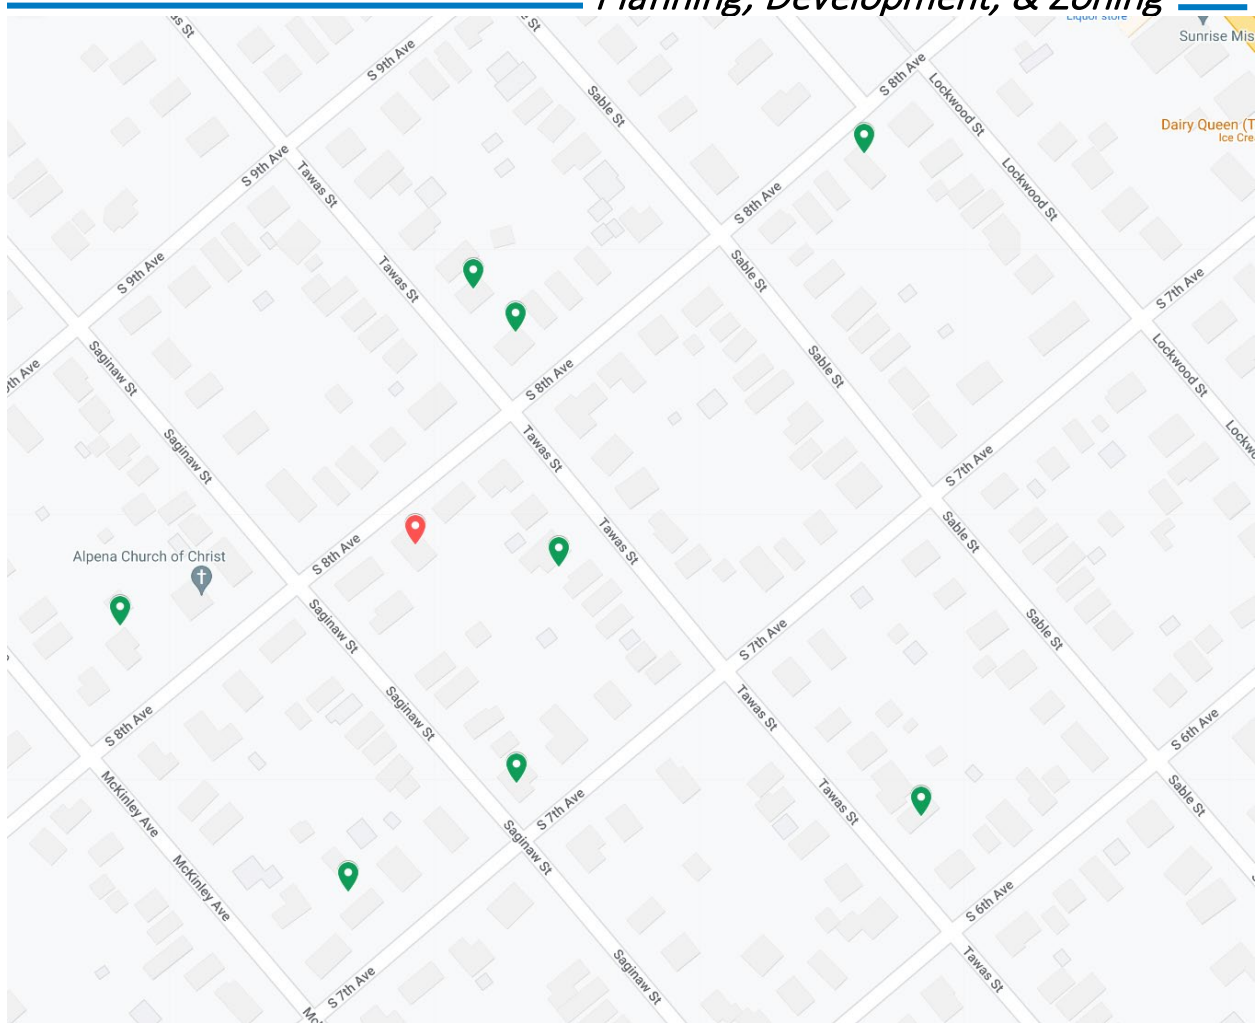 Planning, Development, & Zoning
Liquor store
Sunrise Mis
as St
S 9th Ave
Sable St
S 8th Ave
Lockwood St
Dairy Queen (T
Ice Cre
S 9th Ave
Tawas St
Lockwood St
S 8th Ave
S 9th Ave
Tawas St
Sable St
S 7th Ave
Saginaw St
S 8th Ave
Sable St
Lockwood St
9th Ave
Saginaw St
Tawas St
S 7th Ave
Lockwo
Alpena Church of Christ
S 8th Ave
Tawas St
Sable St
Saginaw St
S 7th Ave
Sable St
Saginaw St
Tawas St
S 8th Ave
S 6th Ave
McKinley Ave
Tawas St
Sable St
S 7th Ave
Saginaw St
McKinley Ave
S 6th Ave
S 7th Ave
Saginaw St
Tawas St